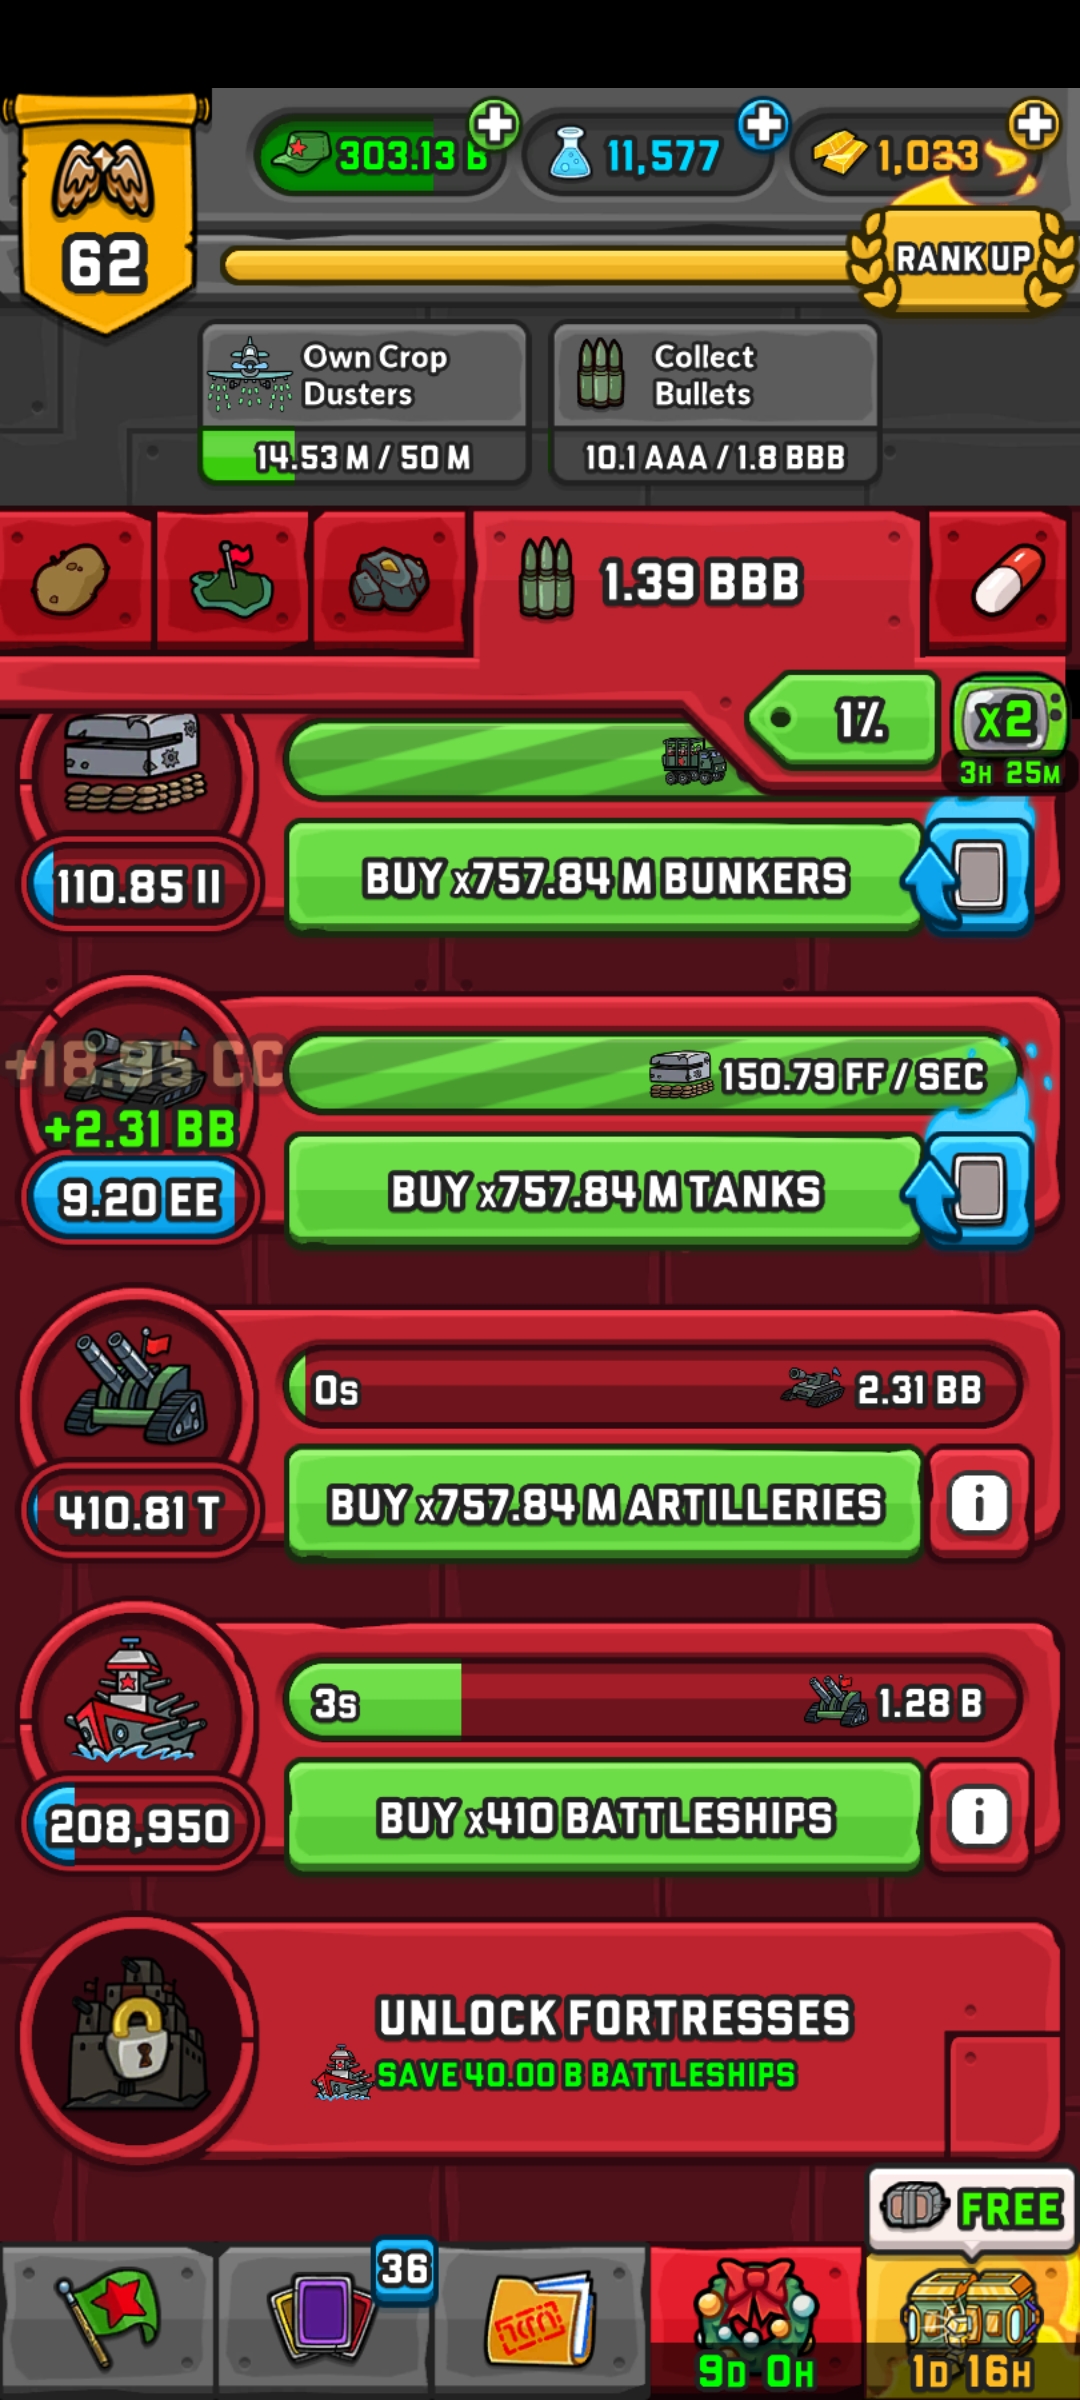 303.13 B
11,577
1,033
62
RANK UP
Own Crop
Dusters
14.53 M / 50 M
Collect
Bullets
10.1 AAA / 1.8 BBB
1.39 BBB
1%
x2
3H 25M
110.85 II
BUY x757.84 M BUNKERS
+18.95 CC
+2.31 BB
9.20 EE
150.79 FF / SEC
BUY x757.84 M TANKS
0s
2.31 BB
410.81 T
BUY x757.84 M ARTILLERIES
3s
1.28 B
208,950
BUY x410 BATTLESHIPS
UNLOCK FORTRESSES
SAVE 40.00 B BATTLESHIPS
FREE
36
9D 0H
1D 16H